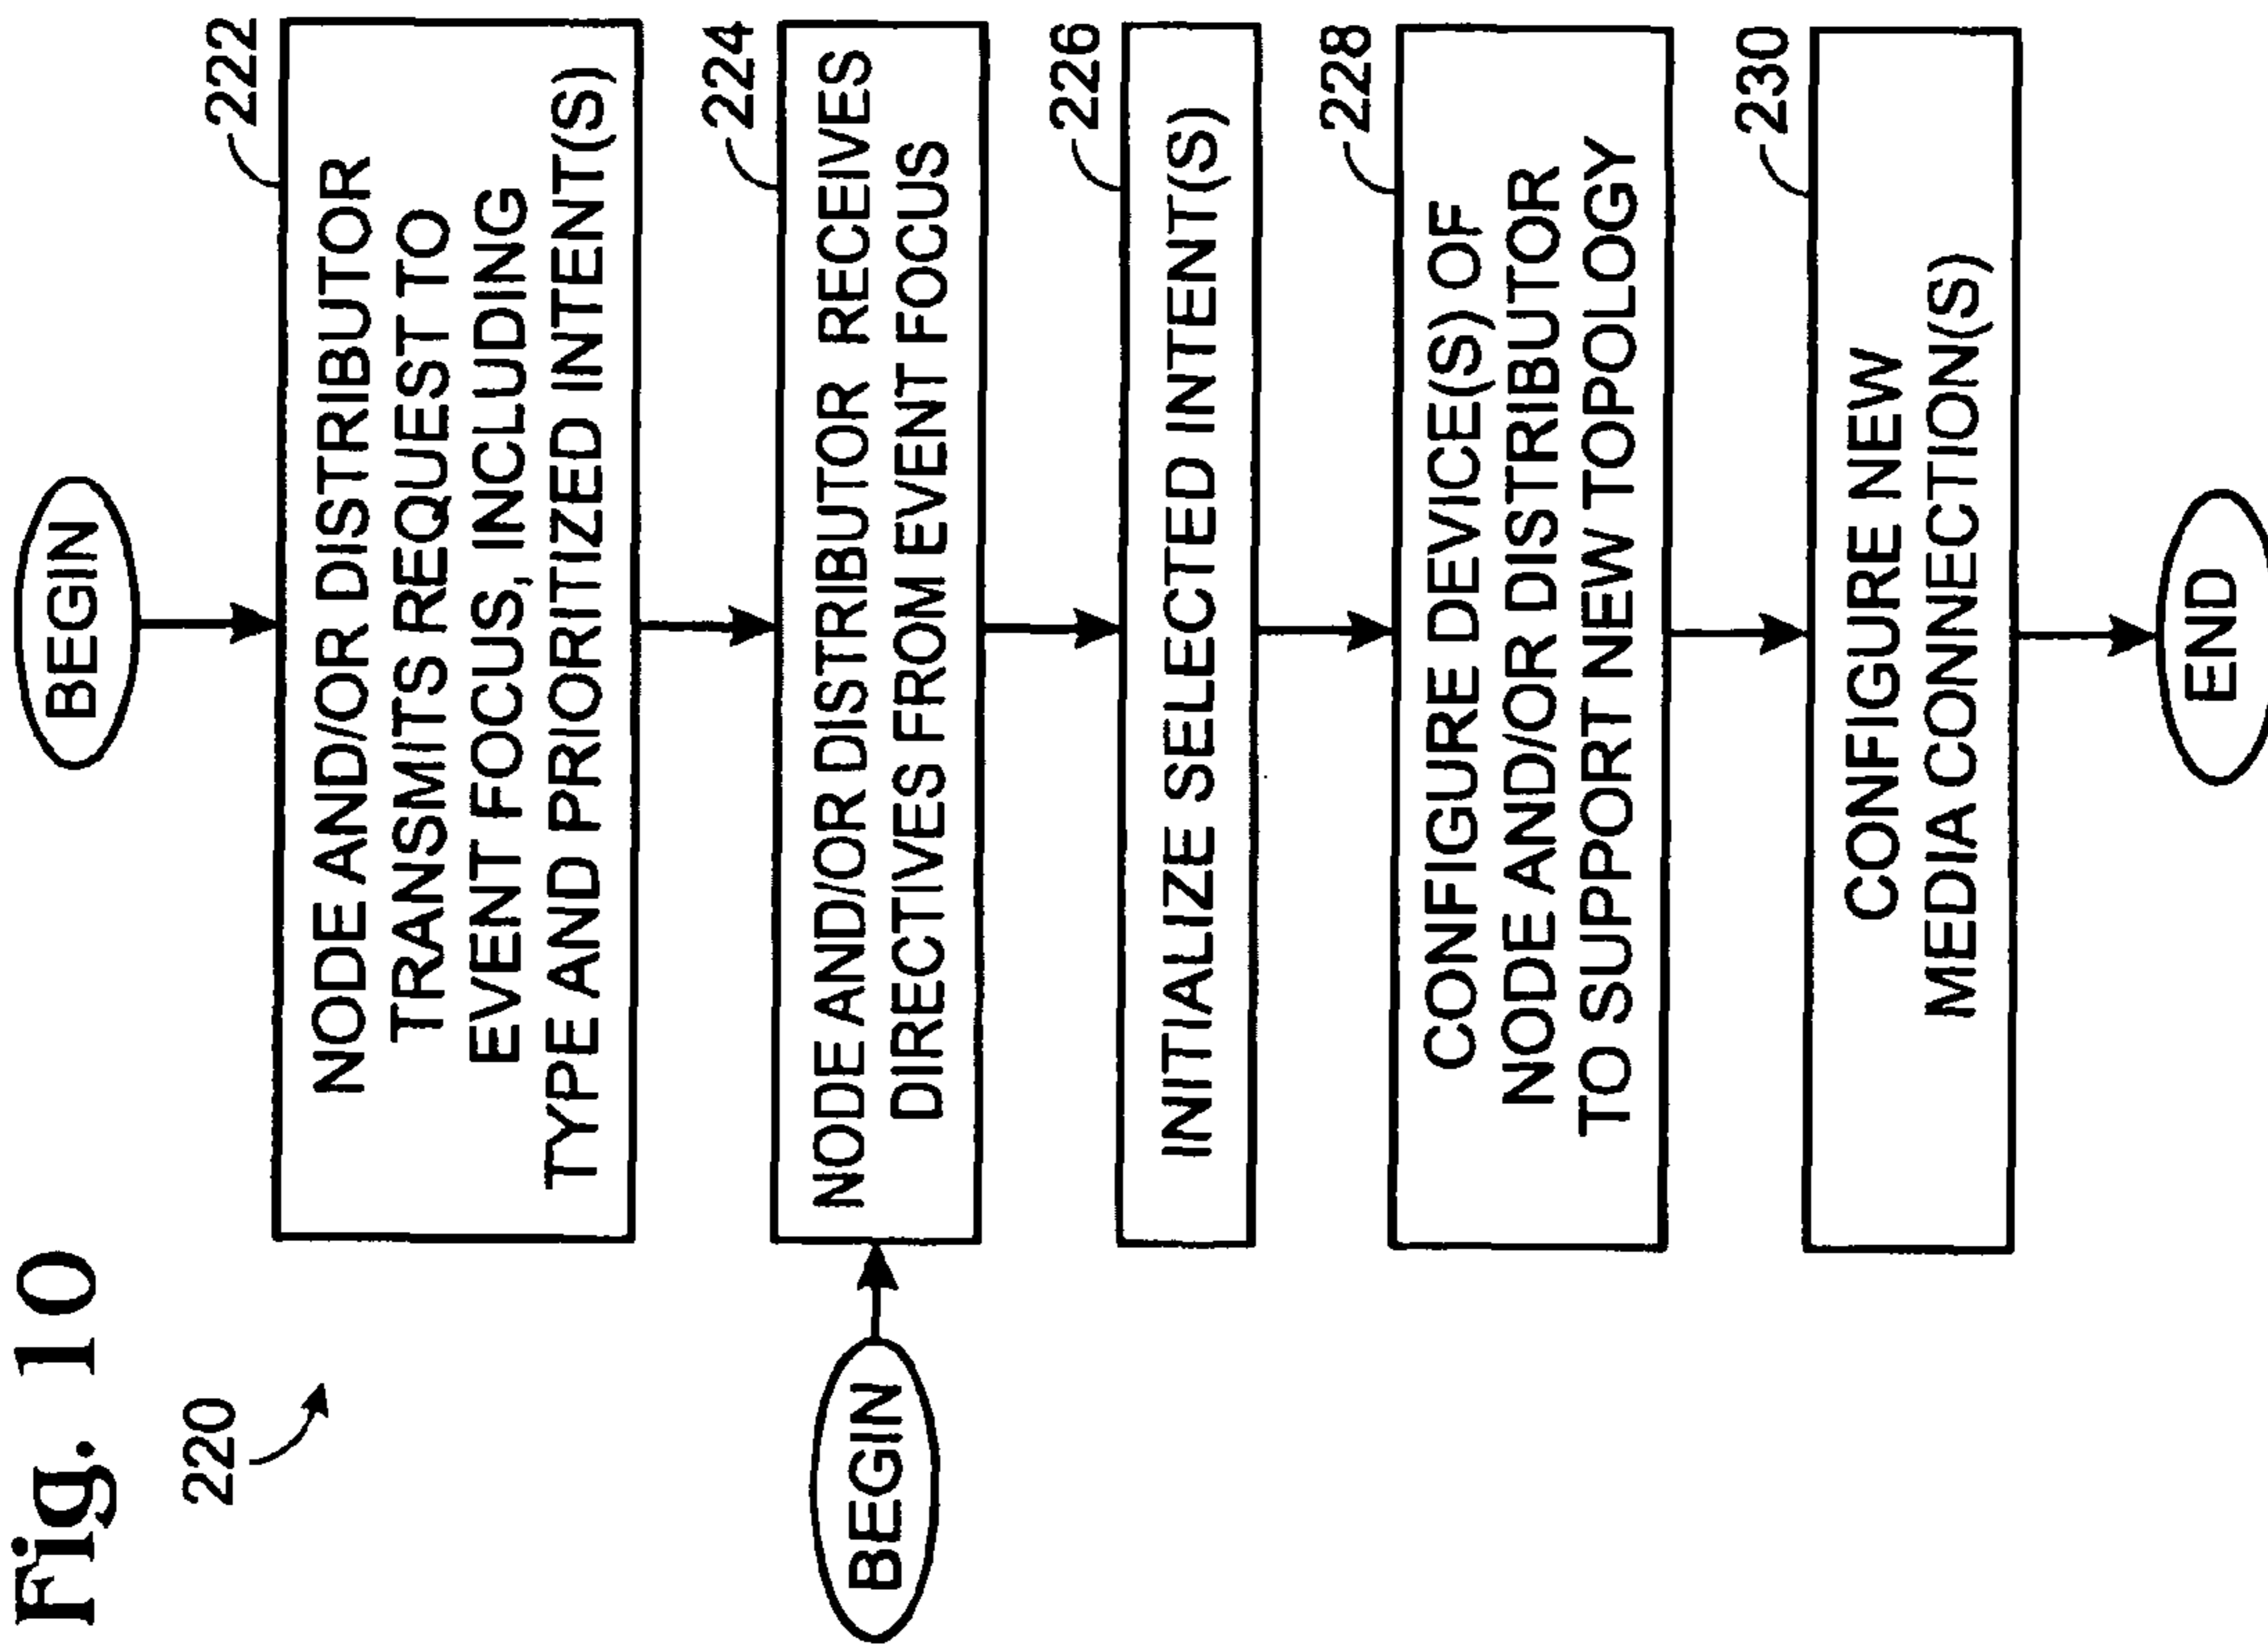 Fig. 10
220
BEGIN
222
NODE AND/OR DISTRIBUTOR
TRANSMITS REQUEST TO
EVENT FOCUS, INCLUDING
TYPE AND PRIORITIZED INTENT(S)
BEGIN
224
NODE AND/OR DISTRIBUTOR RECEIVES
DIRECTIVES FROM EVENT FOCUS
226
INITIALIZE SELECTED INTENT(S)
228
CONFIGURE DEVICE(S) OF
NODE AND/OR DISTRIBUTOR
TO SUPPORT NEW TOPOLOGY
230
CONFIGURE NEW
MEDIA CONNECTION(S)
END